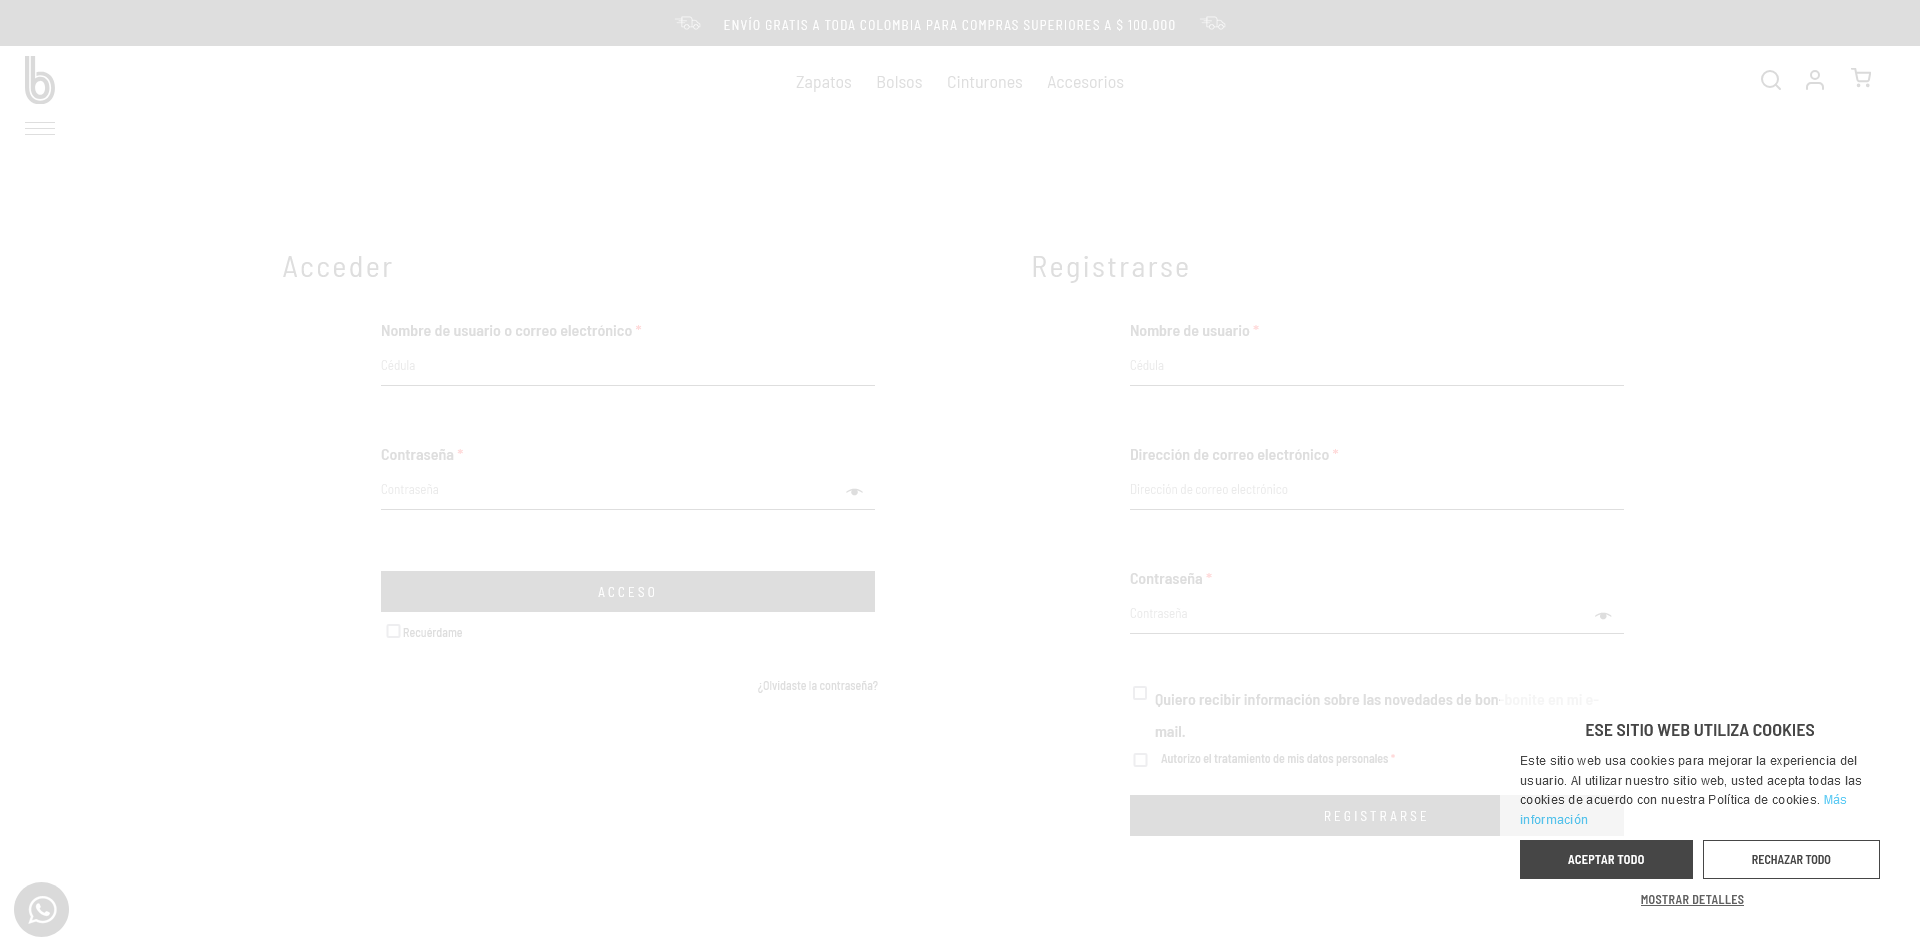 ENVÍO GRATIS A TODA COLOMBIA PARA COMPRAS SUPERIORES A $ 100.000
b
Zapatos Bolsos Cinturones Accesorios
Acceder
Nombre de usuario o correo electrónico *
Cédula
Contraseña *
Contraseña
ACCESO
Recuérdame
¿Olvidaste la contraseña?
Registrarse
Nombre de usuario *
Cédula
Dirección de correo electrónico *
Dirección de correo electrónico
Contraseña *
Contraseña
Quiero recibir información sobre las novedades de bon-bonite en mi e-
mail.
Autorizo el tratamiento de mis datos personales *
REGISTRARSE
ESE SITIO WEB UTILIZA COOKIES
Este sitio web usa cookies para mejorar la experiencia del
usuario. Al utilizar nuestro sitio web, usted acepta todas las
cookies de acuerdo con nuestra Política de cookies. Más
información
ACEPTAR TODO
RECHAZAR TODO
MOSTRAR DETALLES